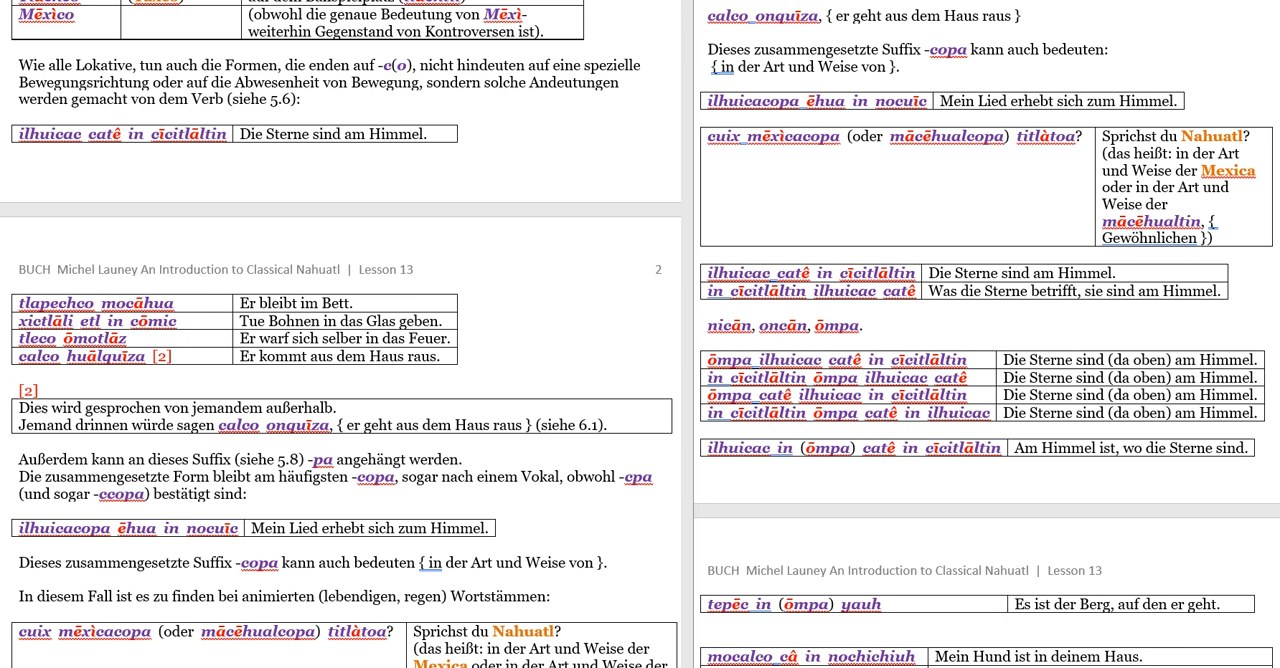 Mēxìco
(obwohl die genaue Bedeutung von Mēxì-
weiterhin Gegenstand von Kontroversen ist).
Wie alle Lokative, tun auch die Formen, die enden auf -c(o), nicht hindeuten auf eine spezielle
Bewegungsrichtung oder auf die Abwesenheit von Bewegung, sondern solche Andeutungen
werden gemacht von dem Verb (siehe 5.6):
ilhuicac catê in cīcitlāltin Die Sterne sind am Himmel.
BUCH Michel Launey An Introduction to Classical Nahuatl | Lesson 13 2
tlapechco mocāhua Er bleibt im Bett.
xictlāli etl in cōmic Tue Bohnen in das Glas geben.
tleco ōmotlāz Er warf sich selber in das Feuer.
calco huālquīza [2] Er kommt aus dem Haus raus.
[2]
Dies wird gesprochen von jemandem außerhalb.
Jemand drinnen würde sagen calco onquīza, { er geht aus dem Haus raus } (siehe 6.1).
Außerdem kann an dieses Suffix (siehe 5.8) -pa angehängt werden.
Die zusammengesetzte Form bleibt am häufigsten -copa, sogar nach einem Vokal, obwohl -cpa
(und sogar -ccopa) bestätigt sind:
ilhuicacopa ēhua in nocuīc Mein Lied erhebt sich zum Himmel.
Dieses zusammengesetzte Suffix -copa kann auch bedeuten { in der Art und Weise von }.
In diesem Fall ist es zu finden bei animierten (lebendigen, regen) Wortstämmen:
cuix mēxìcacopa (oder mācēhualcopa) titlàtoa? Sprichst du Nahuatl?
(das heißt: in der Art und Weise der
Mexica oder in der Art und Weise der
calco onquīza, { er geht aus dem Haus raus }
Dieses zusammengesetzte Suffix -copa kann auch bedeuten:
{ in der Art und Weise von }.
ilhuicacopa ēhua in nocuīc Mein Lied erhebt sich zum Himmel.
cuix mēxìcacopa (oder mācēhualcopa) titlàtoa? Sprichst du Nahuatl?
(das heißt: in der Art
und Weise der Mexica
oder in der Art und
Weise der
mācēhualtin, {
Gewöhnlichen })
ilhuicac catê in cīcitlāltin Die Sterne sind am Himmel.
in cīcitlāltin ilhuicac catê Was die Sterne betrifft, sie sind am Himmel.
nicān, oncān, ōmpa.
ōmpa ilhuicac catê in cīcitlāltin Die Sterne sind (da oben) am Himmel.
in cīcitlāltin ōmpa ilhuicac catê Die Sterne sind (da oben) am Himmel.
ōmpa catê ilhuicac in cīcitlāltin Die Sterne sind (da oben) am Himmel.
in cīcitlāltin ōmpa catê in ilhuicac Die Sterne sind (da oben) am Himmel.
ilhuicac in (ōmpa) catê in cīcitlāltin Am Himmel ist, wo die Sterne sind.
BUCH Michel Launey An Introduction to Classical Nahuatl | Lesson 13
tepēc in (ōmpa) yauh Es ist der Berg, auf den er geht.
mocalco câ in nochichiuh Mein Hund ist in deinem Haus.